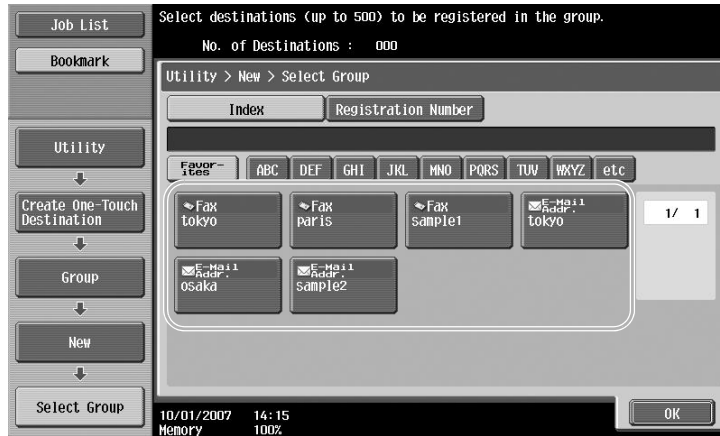 Job List
Bookmark
Select destinations (up to 500) to be registered in the group.
No. of Destinations : 000
Utility > New > Select Group
Index
Registration Number
Favor-
ites
ABC
DEF
GHI
JKL
MNO
PQRS
TUV
WXYZ
etc
Fax
tokyo
Fax
paris
Fax
sample1
E-Mail
Addr.
tokyo
E-Mail
Addr.
osaka
E-Mail
Addr.
sample2
1/ 1
Utility
Create One-Touch
Destination
Group
New
Select Group
10/01/2007 14:15
Memory 100%
OK